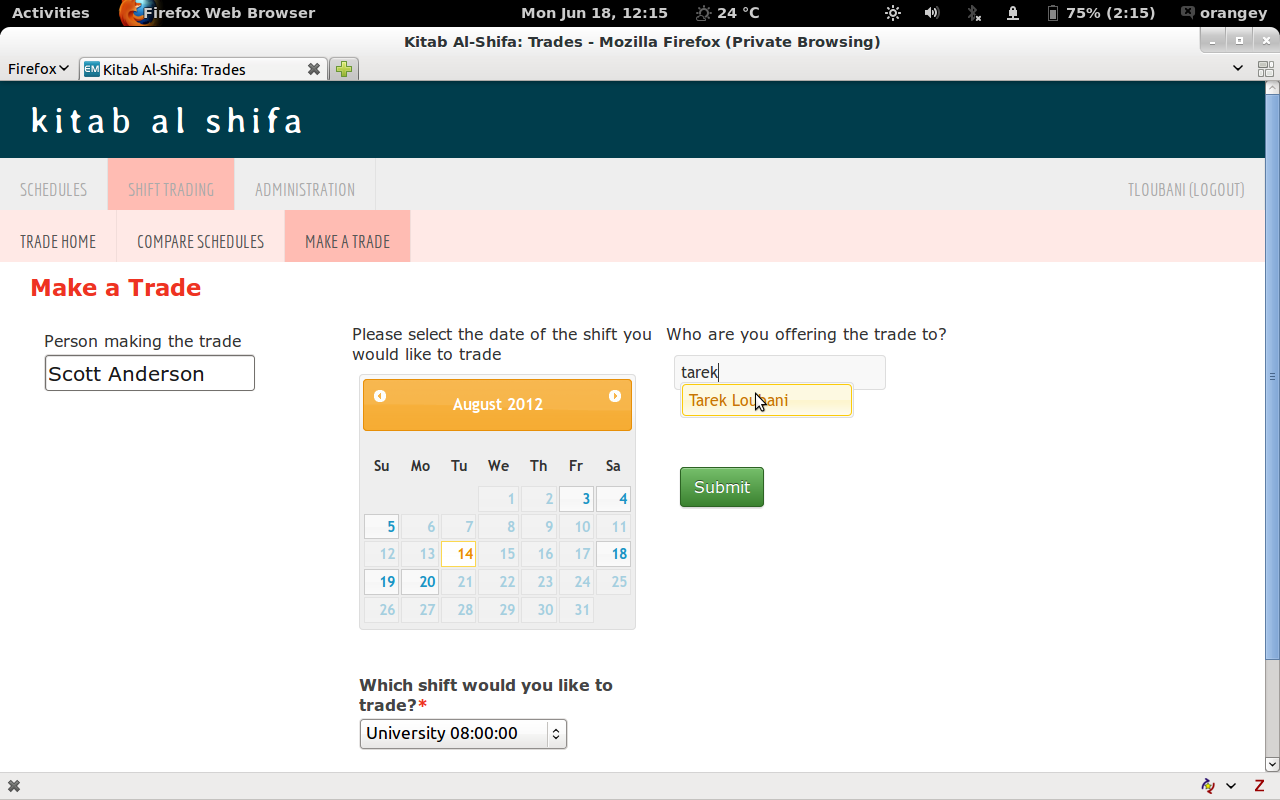 Activities Firefox Web Browser Mon Jun 18, 12:15 24 °C 75% (2:15) orangey
Kitab Al-Shifa: Trades - Mozilla Firefox (Private Browsing)
Firefox EM Kitab Al-Shifa: Trades
kitab al shifa
SCHEDULES SHIFT TRADING ADMINISTRATION TLOUBANI (LOGOUT)
TRADE HOME COMPARE SCHEDULES MAKE A TRADE
Make a Trade
Person making the trade
Scott Anderson
Please select the date of the shift you
would like to trade
August 2012
Su Mo Tu We Th Fr Sa
1 2 3 4
5 6 7 8 9 10 11
12 13 14 15 16 17 18
19 20 21 22 23 24 25
26 27 28 29 30 31
Which shift would you like to
trade?*
University 08:00:00
Who are you offering the trade to?
tarek
Tarek Loubani
Submit
Z